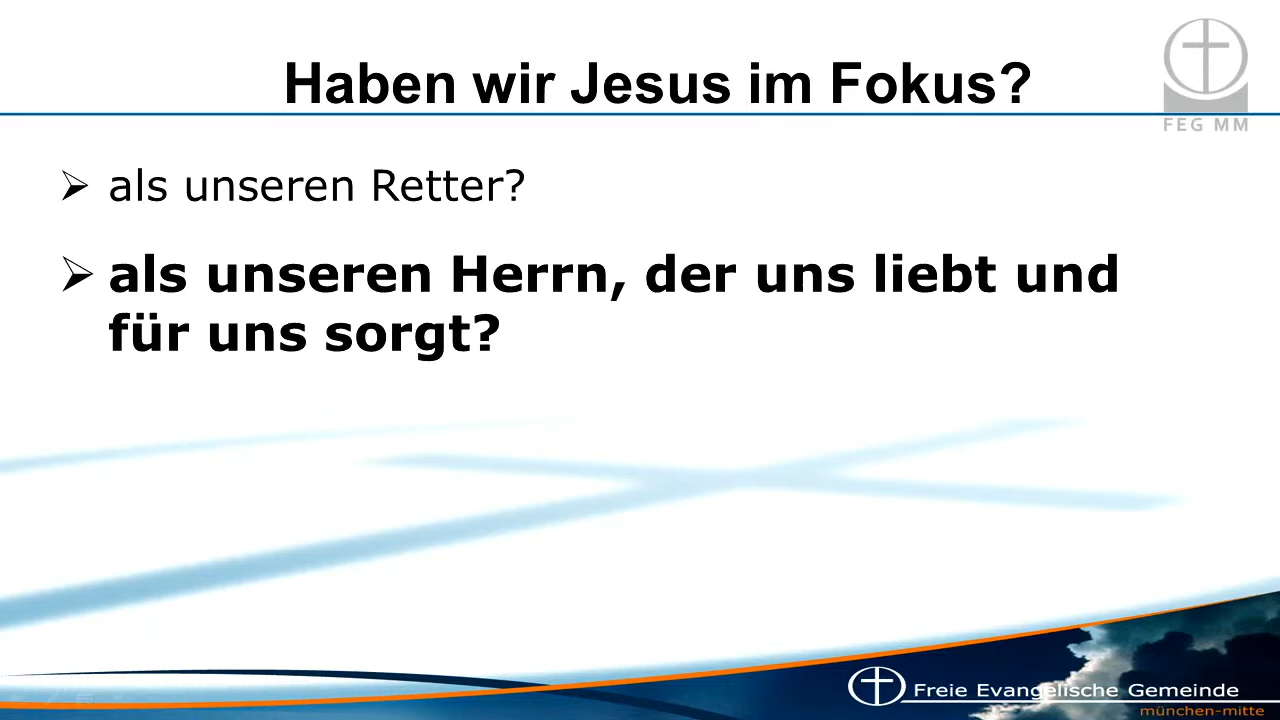 Haben wir Jesus im Fokus?
FEG MM
➢ als unseren Retter?
➢ als unseren Herrn, der uns liebt und
für uns sorgt?
Freie Evangelische Gemeinde
münchen-mitte